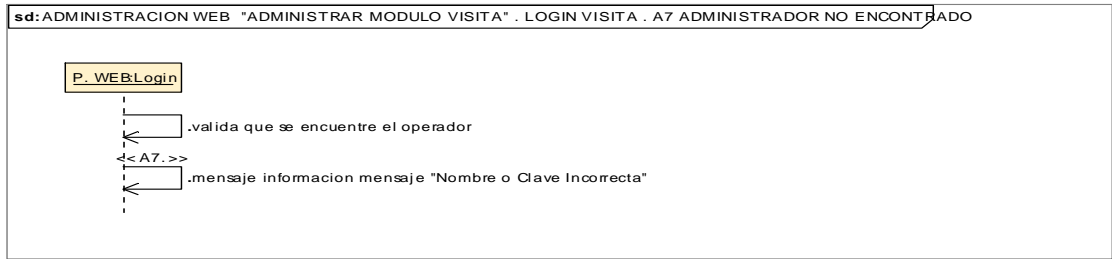 sd: ADMINISTRACION WEB "ADMINISTRAR MODULO VISITA" . LOGIN VISITA . A7 ADMINISTRADOR NO ENCONTRADO
P. WEB:Login
.valida que se encuentre el operador
<< A7. >>
.mensaje informacion mensaje "Nombre o Clave Incorrecta"